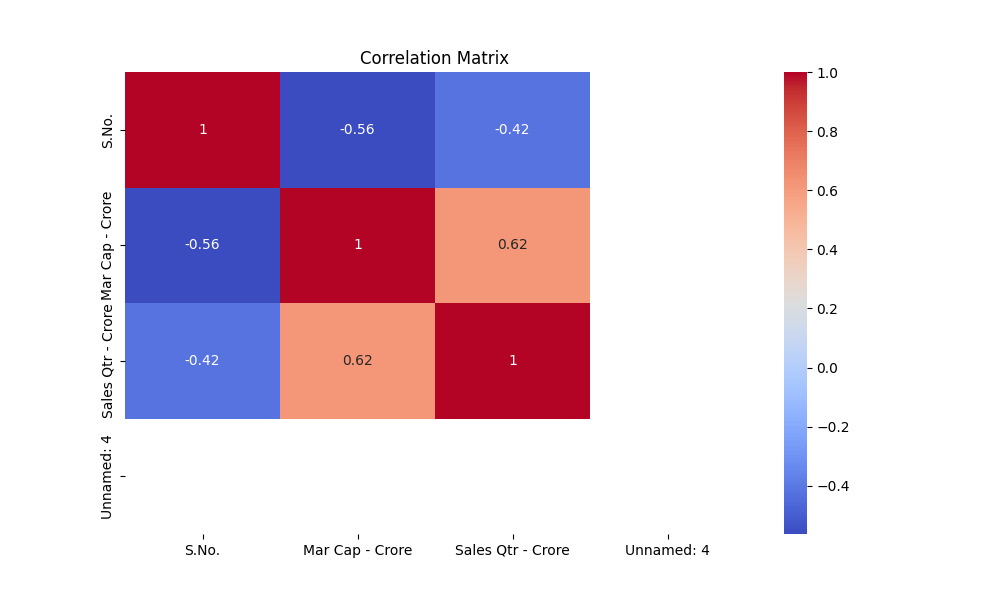 Correlation Matrix
S.No.
1
-0.56
-0.42
Mar Cap - Crore
-0.56
1
0.62
Sales Qtr - Crore
-0.42
0.62
1
Unnamed: 4
S.No.
Mar Cap - Crore
Sales Qtr - Crore
Unnamed: 4
1.0
0.8
0.6
0.4
0.2
0.0
−0.2
−0.4